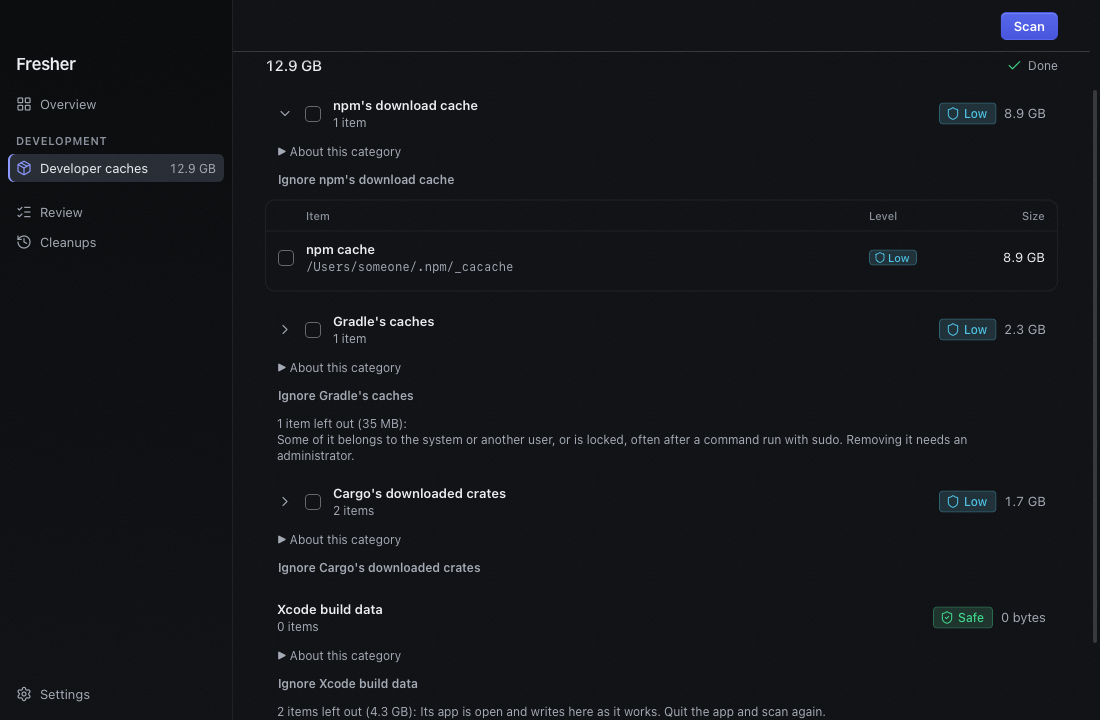 Scan
Fresher
12.9 GB
Done
Overview
DEVELOPMENT
Developer caches 12.9 GB
Review
Cleanups
npm's download cache
1 item
Low 8.9 GB
About this category
Ignore npm's download cache
Item Level Size
npm cache
/Users/someone/.npm/_cacache
Low 8.9 GB
Gradle's caches
1 item
Low 2.3 GB
About this category
Ignore Gradle's caches
1 item left out (35 MB):
Some of it belongs to the system or another user, or is locked, often after a command run with sudo. Removing it needs an
administrator.
Cargo's downloaded crates
2 items
Low 1.7 GB
About this category
Ignore Cargo's downloaded crates
Xcode build data
0 items
Safe 0 bytes
About this category
Ignore Xcode build data
2 items left out (4.3 GB): Its app is open and writes here as it works. Quit the app and scan again.
Settings